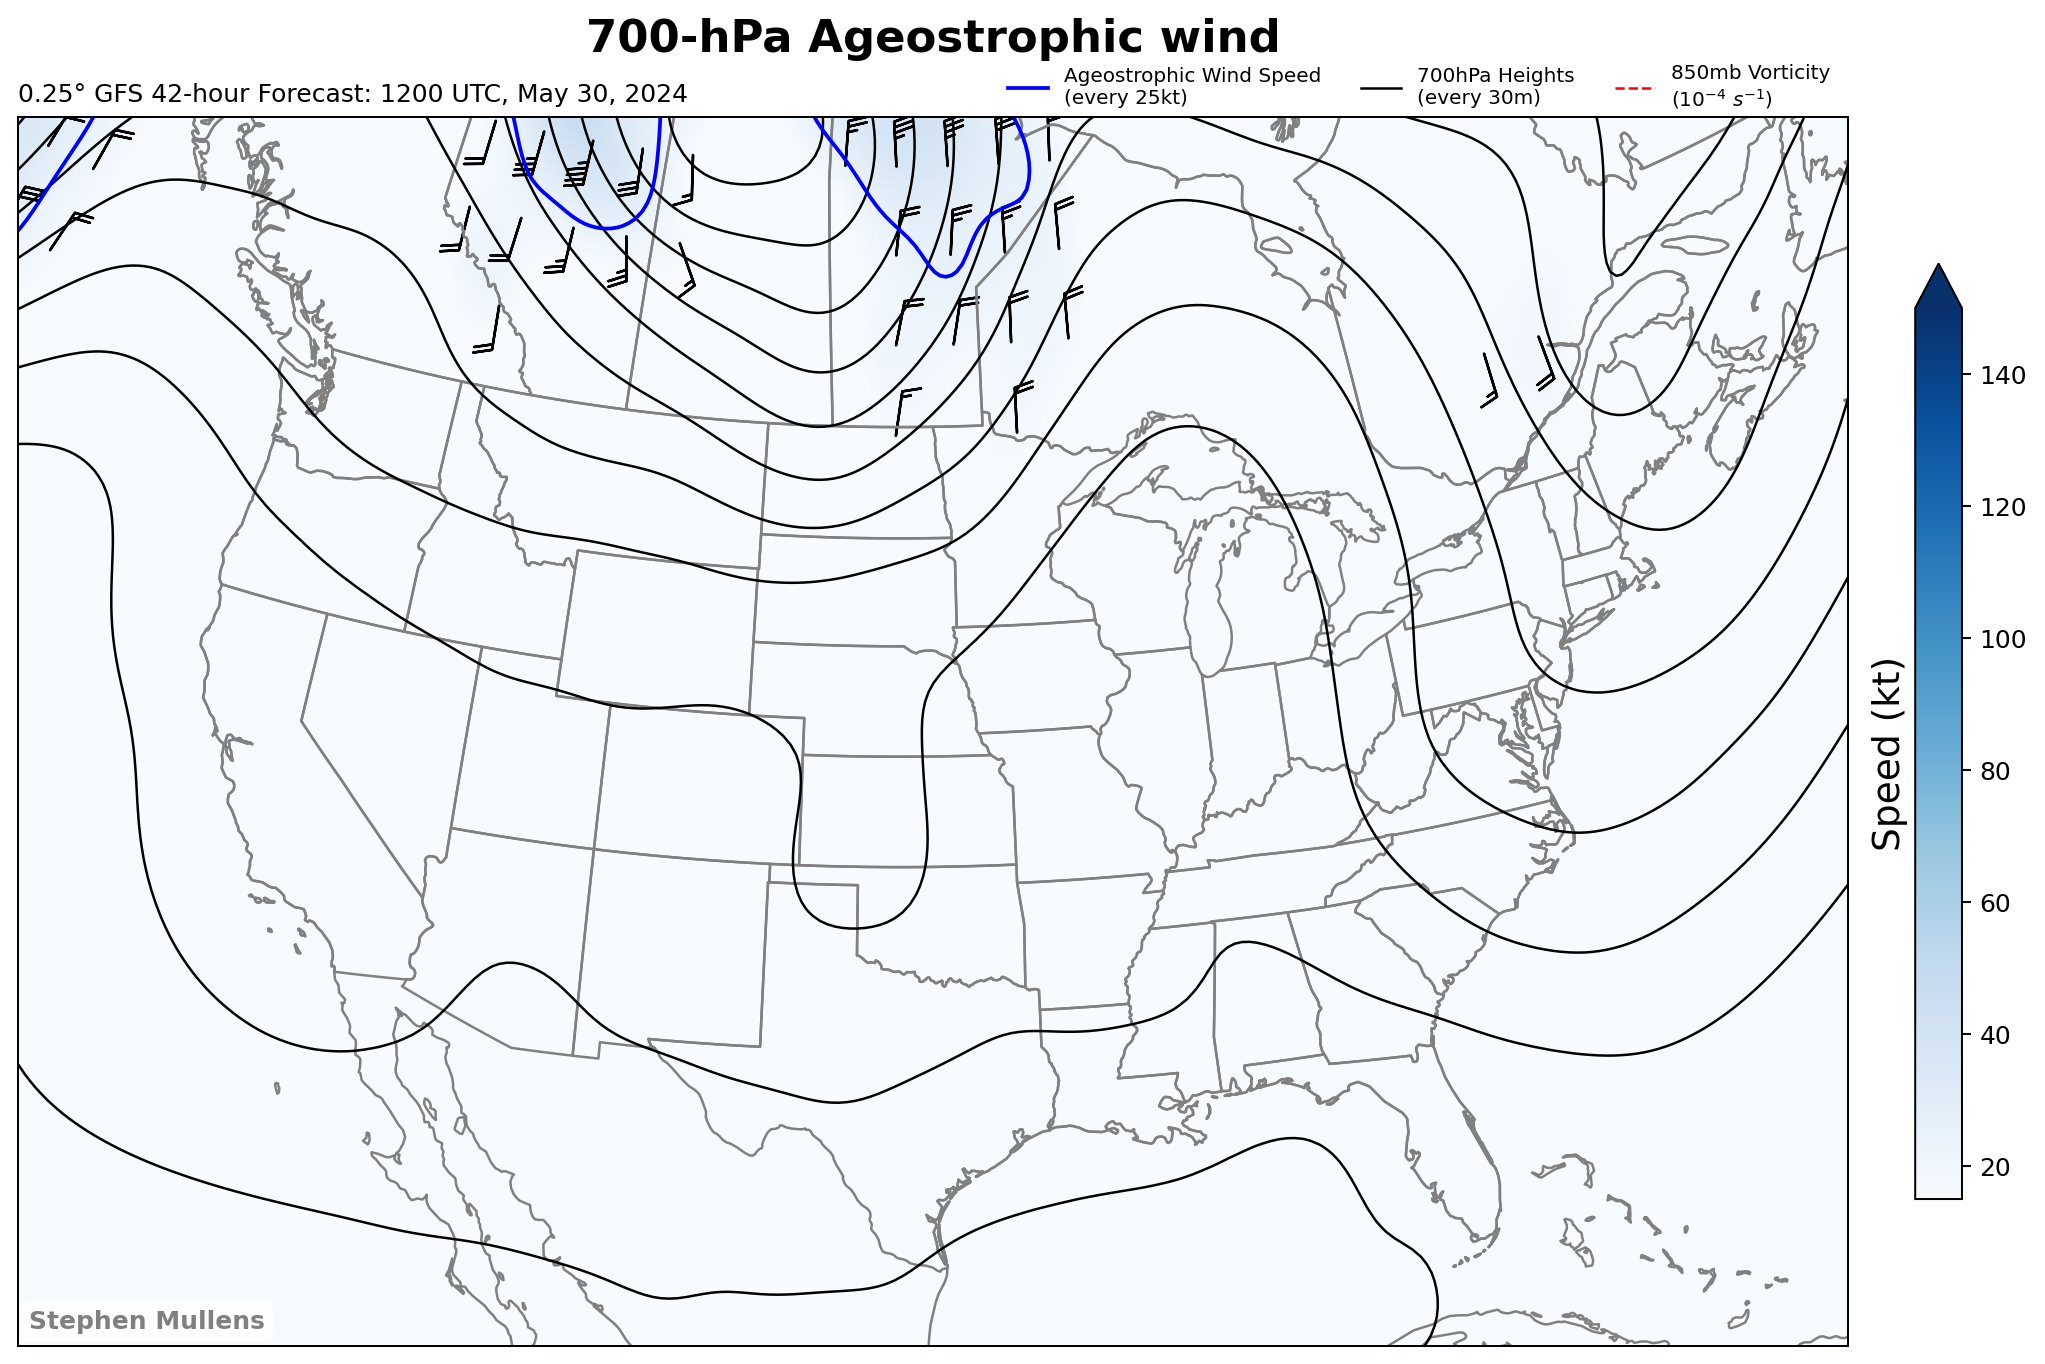 700-hPa Ageostrophic wind
0.25° GFS 42-hour Forecast: 1200 UTC, May 30, 2024
Ageostrophic Wind Speed
(every 25kt)
700hPa Heights
(every 30m)
850mb Vorticity
(10⁻⁴ s⁻¹)
140
120
100
80
60
40
20
Speed (kt)
Stephen Mullens